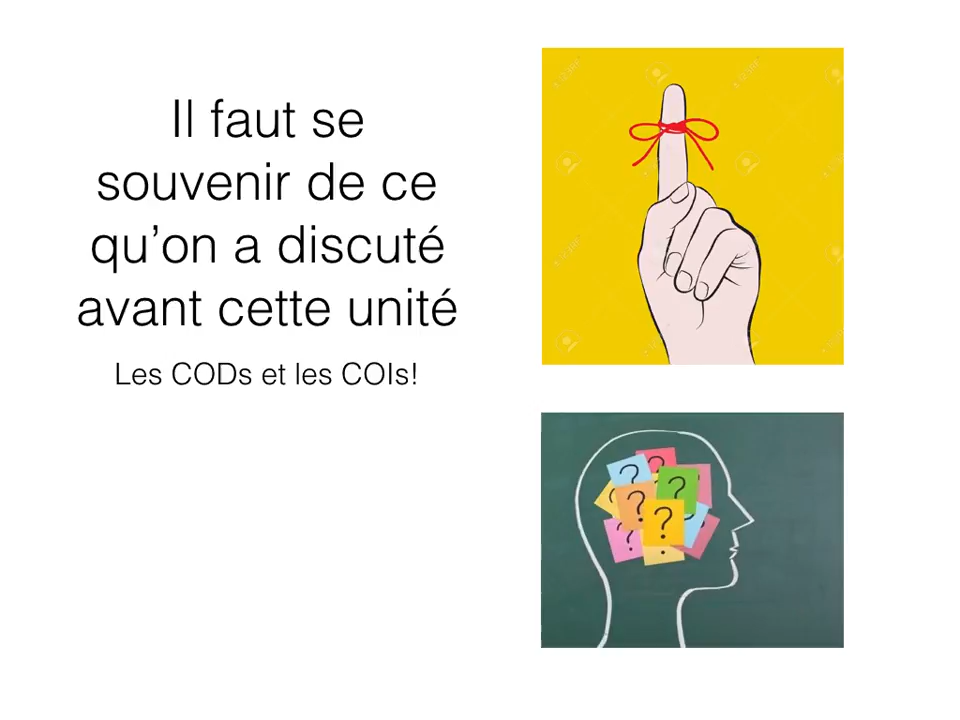 Il faut se
souvenir de ce
qu’on a discuté
avant cette unité
Les CODs et les COIs!
? ?
? ?
? ?
?